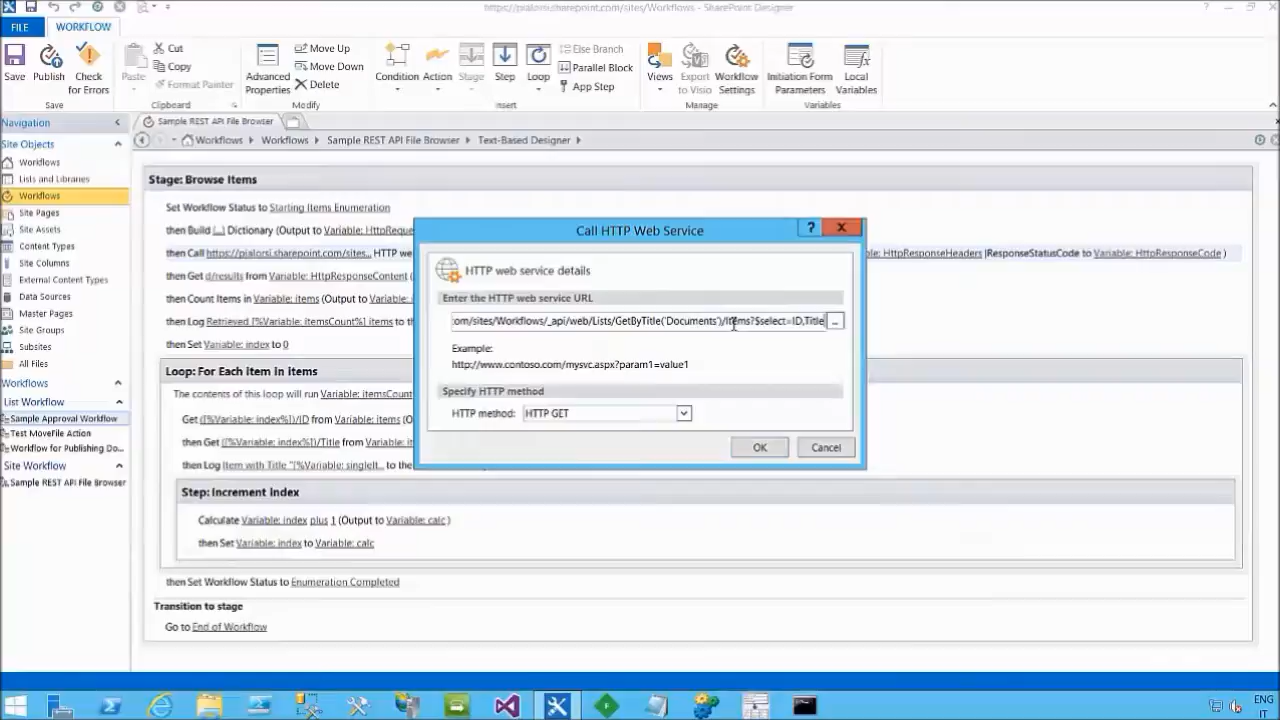 https://pialorsi.sharepoint.com/sites/Workflows - SharePoint Designer
FILE
WORKFLOW
Save
Publish
Check for Errors
Save
Paste
Cut
Copy
Format Painter
Clipboard
Advanced Properties
Move Up
Move Down
Delete
Modify
Condition
Action
Stage
Step
Loop
Else Branch
Parallel Block
App Step
Insert
Views
Export to Visio
Workflow Settings
Manage
Initiation Form Parameters
Local Variables
Variables
Navigation
Site Objects
Workflows
Lists and Libraries
Workflows
Site Pages
Site Assets
Content Types
Site Columns
External Content Types
Data Sources
Master Pages
Site Groups
Subsites
All Files
Workflows
List Workflow
Sample Approval Workflow
Test MoveFile Action
Workflow for Publishing Do...
Site Workflow
Sample REST API File Browser
Sample REST API File Browser
Workflows
Workflows
Sample REST API File Browser
Text-Based Designer
Stage: Browse Items
Set Workflow Status to Starting Items Enumeration
then Build {...} Dictionary (Output to Variable: HttpReque
then Call https://pialorsi.sharepoint.com/sites... HTTP we
le: HttpResponseHeaders |ResponseStatusCode to Variable: HttpResponseCode )
then Get d/results from Variable: HttpResponseContent (
then Count Items in Variable: items (Output to Variable:
then Log Retrieved [%Variable: itemsCount%] items to th
then Set Variable: index to 0
Loop: For Each Item in items
The contents of this loop will run Variable: itemsCount
Get ([%Variable: index%])/ID from Variable: items (O
then Get ([%Variable: index%])/Title from Variable: it
then Log Item with Title "[%Variable: singleIt... to the
Step: Increment Index
Calculate Variable: index plus 1 (Output to Variable: calc )
then Set Variable: index to Variable: calc
then Set Workflow Status to Enumeration Completed
Transition to stage
Go to End of Workflow
Call HTTP Web Service
? X
HTTP web service details
Enter the HTTP web service URL
:om/sites/Workflows/_api/web/Lists/GetByTitle('Documents')/Items?$select=ID,Title
...
Example:
http://www.contoso.com/mysvc.aspx?param1=value1
Specify HTTP method
HTTP method: HTTP GET
OK
Cancel
ENG
IT